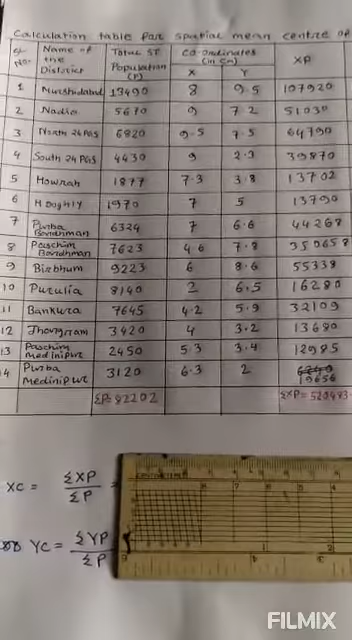 Calculation table for spatial mean centre of
Sl No. Name of the District Total ST Population (P) CO-Ordinates (in Cm) X Y XP
1 Murshidabad 13490 8 9.5 107920
2 Nadia 5670 9 7.2 51030
3 North 24 PGS 6820 9.5 7.5 64790
4 South 24 PGS 4430 9 2.9 39870
5 Howrah 1877 7.3 3.8 13702
6 Hooghly 1970 7 5 13790
7 Purba Bardhman 6324 7 6.6 44268
8 Paschim Bardhman 7623 4.6 7.8 35065.8
9 Birbhum 9223 6 8.6 55338
10 Purulia 8140 2 6.5 16280
11 Bankura 7645 4.2 5.9 32109
12 Jhargram 3420 4 3.2 13680
13 Paschim Medinipur 2450 5.3 3.4 12985
14 Purba Medinipur 3120 6.3 2 19656
ΣP=82202 ΣXP=520483.
XC = ΣXP / ΣP =
YC = ΣYP / ΣP
FILMIX